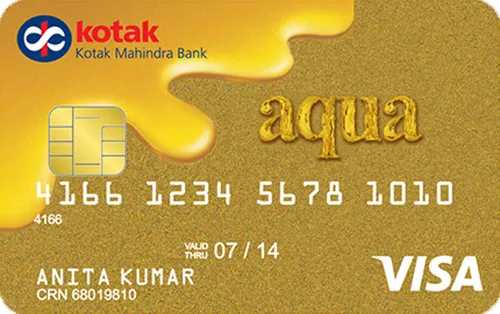 kotak
Kotak Mahindra Bank
aqua
4166 1234 5678 1010
4166
VALID THRU 07 / 14
ANITA KUMAR
CRN 68019810
VISA